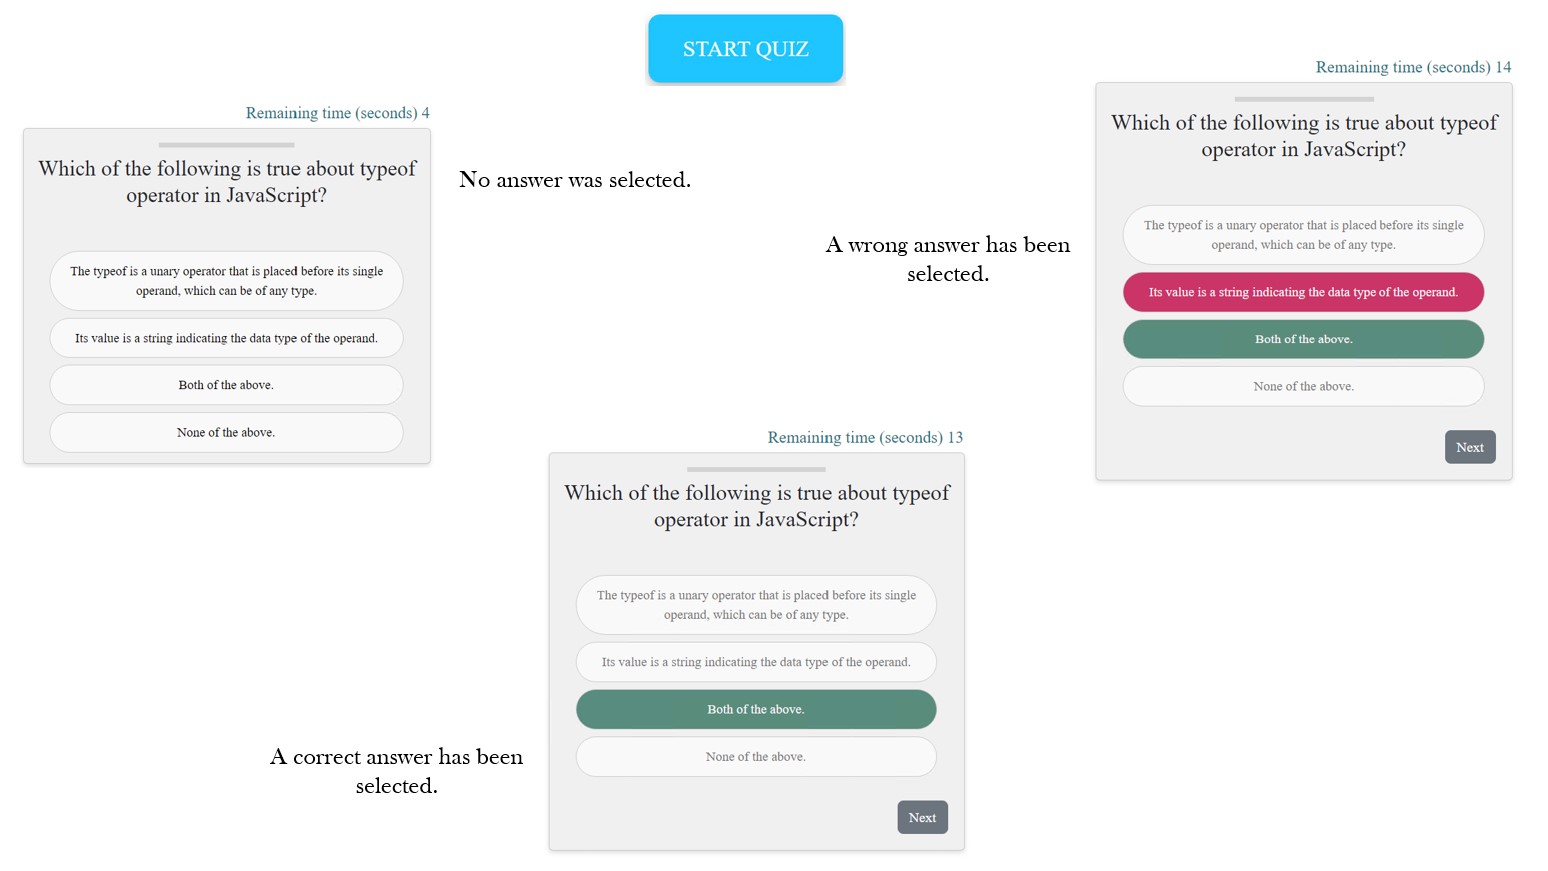 START QUIZ
Remaining time (seconds) 4
Which of the following is true about typeof
operator in JavaScript?
The typeof is a unary operator that is placed before its single
operand, which can be of any type.
Its value is a string indicating the data type of the operand.
Both of the above.
None of the above.
No answer was selected.
Remaining time (seconds) 14
Which of the following is true about typeof
operator in JavaScript?
The typeof is a unary operator that is placed before its single
operand, which can be of any type.
Its value is a string indicating the data type of the operand.
Both of the above.
None of the above.
Next
A wrong answer has been
selected.
Remaining time (seconds) 13
Which of the following is true about typeof
operator in JavaScript?
The typeof is a unary operator that is placed before its single
operand, which can be of any type.
Its value is a string indicating the data type of the operand.
Both of the above.
None of the above.
Next
A correct answer has been
selected.